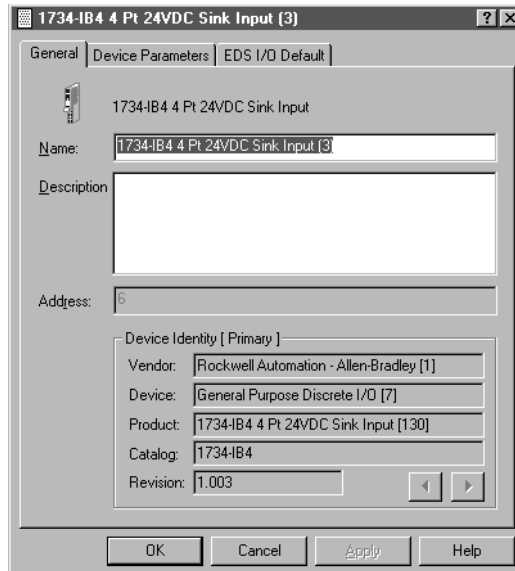 1734-IB4 4 Pt 24VDC Sink Input (3)
General Device Parameters EDS I/O Default
1734-IB4 4 Pt 24VDC Sink Input
Name: 1734-IB4 4 Pt 24VDC Sink Input (3)
Description
Address: 6
Device Identity [ Primary ]
Vendor: Rockwell Automation - Allen-Bradley [1]
Device: General Purpose Discrete I/O [7]
Product: 1734-IB4 4 Pt 24VDC Sink Input [130]
Catalog: 1734-IB4
Revision: 1.003
OK Cancel Apply Help